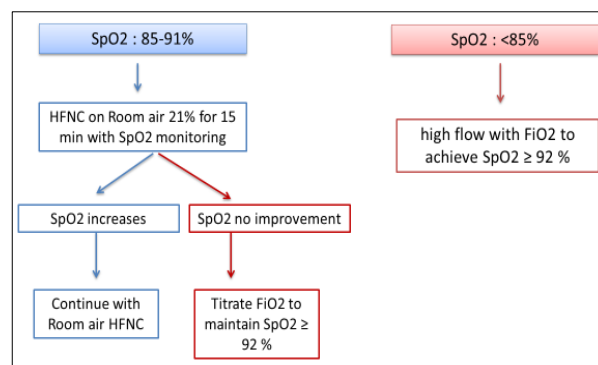 SpO2 : 85-91%
SpO2 : <85%
HFNC on Room air 21% for 15
min with SpO2 monitoring
high flow with FiO2 to
achieve SpO2 ≥ 92 %
SpO2 increases
SpO2 no improvement
Continue with
Room air HFNC
Titrate FiO2 to
maintain SpO2 ≥
92 %